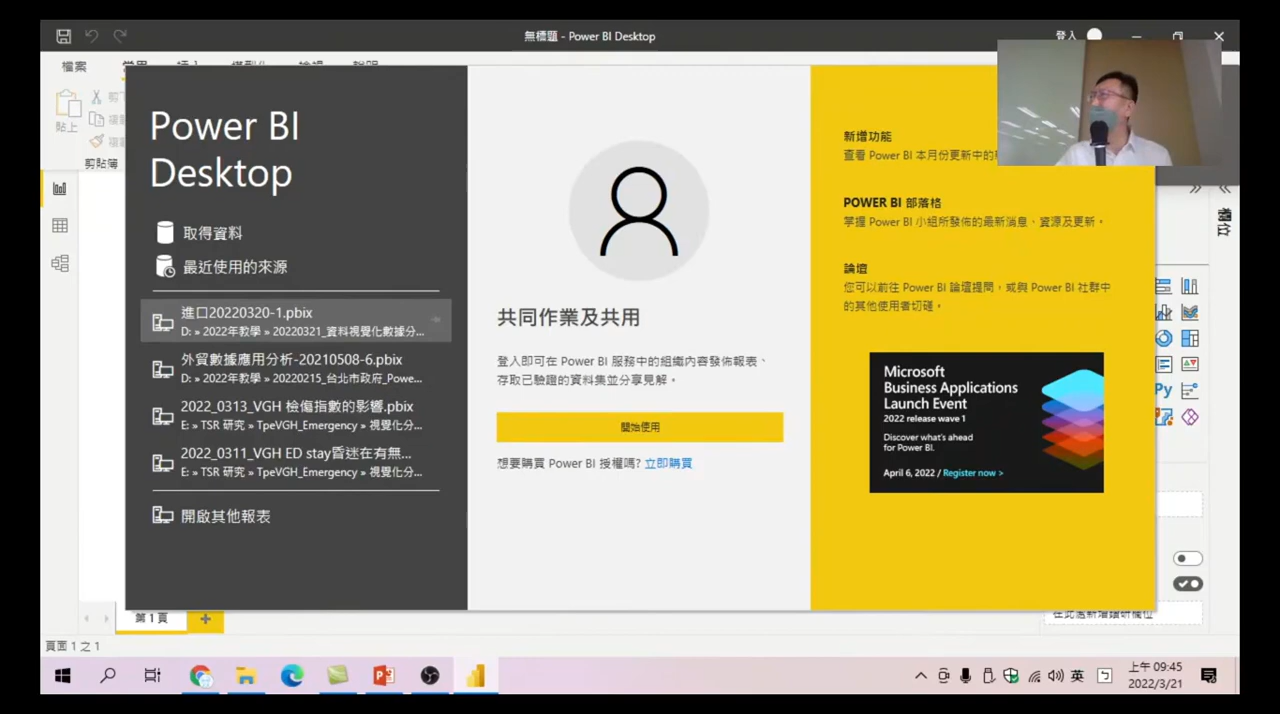 無標題 - Power BI Desktop
登入
檔案
貼上
剪貼簿
Power BI
Desktop
取得資料
最近使用的來源
進口20220320-1.pbix
D: » 2022年教學 » 20220321_資料視覺化數據分...
外貿數據應用分析-20210508-6.pbix
D: » 2022年教學 » 20220215_台北市政府_Powe...
2022_0313_VGH 檢傷指數的影響.pbix
E: » TSR 研究 » TpeVGH_Emergency » 視覺化分...
2022_0311_VGH ED stay昏迷在有無...
E: » TSR 研究 » TpeVGH_Emergency » 視覺化分...
開啟其他報表
共同作業及共用
登入即可在 Power BI 服務中的組織內容發佈報表、
存取已驗證的資料集並分享見解。
開始使用
想要購買 Power BI 授權嗎? 立即購買
新增功能
查看 Power BI 本月份更新中的
POWER BI 部落格
掌握 Power BI 小組所發佈的最新消息、資源及更新。
論壇
您可以前往 Power BI 論壇提問，或與 Power BI 社群中
的其他使用者切磋。
Microsoft
Business Applications
Launch Event
2022 release wave 1
Discover what's ahead
for Power BI.
April 6, 2022 / Register now >
Py
第 1 頁
頁面 1 之 1
英
上午 09:45
2022/3/21